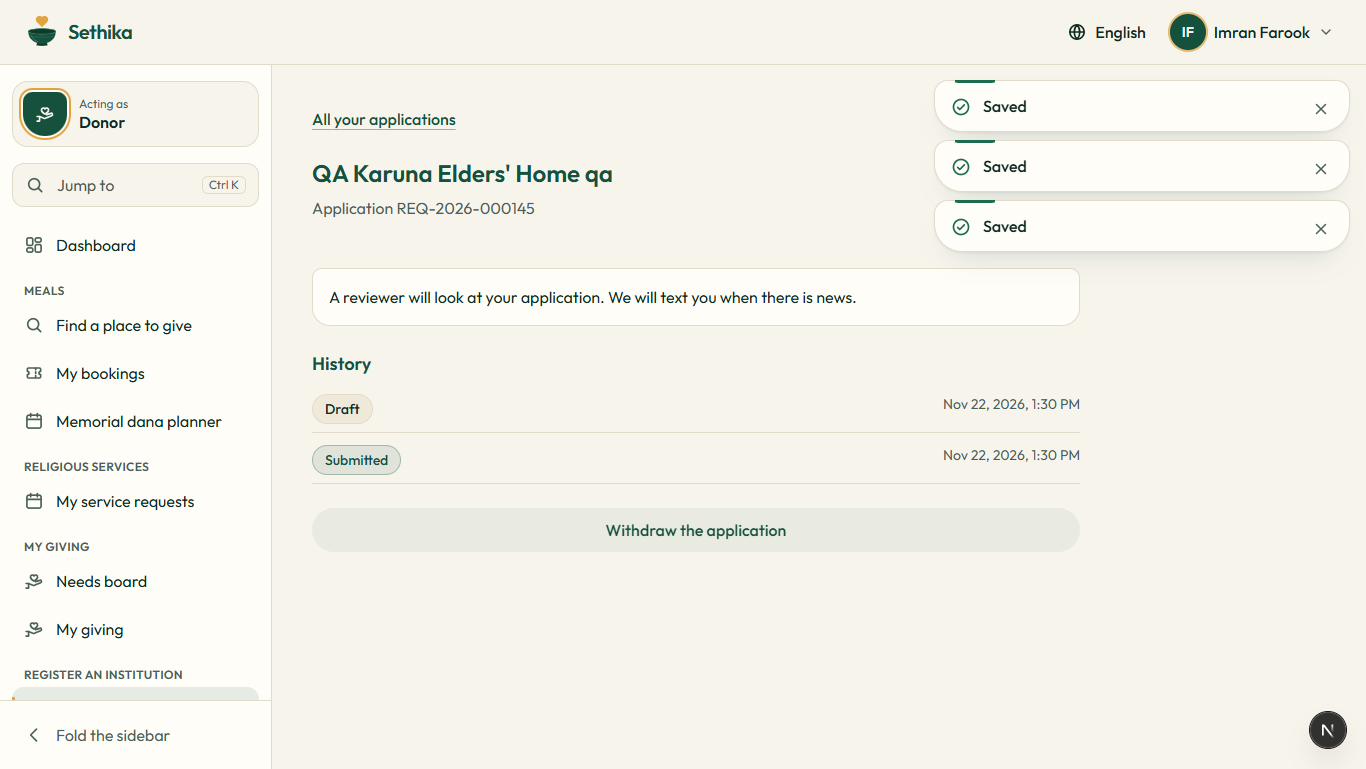 Sethika
English
IF
Imran Farook
Acting as
Donor
Jump to
Ctrl K
Dashboard
MEALS
Find a place to give
My bookings
Memorial dana planner
RELIGIOUS SERVICES
My service requests
MY GIVING
Needs board
My giving
REGISTER AN INSTITUTION
Fold the sidebar
All your applications
QA Karuna Elders' Home qa
Application REQ-2026-000145
Saved
Saved
Saved
A reviewer will look at your application. We will text you when there is news.
History
Draft
Nov 22, 2026, 1:30 PM
Submitted
Nov 22, 2026, 1:30 PM
Withdraw the application
N